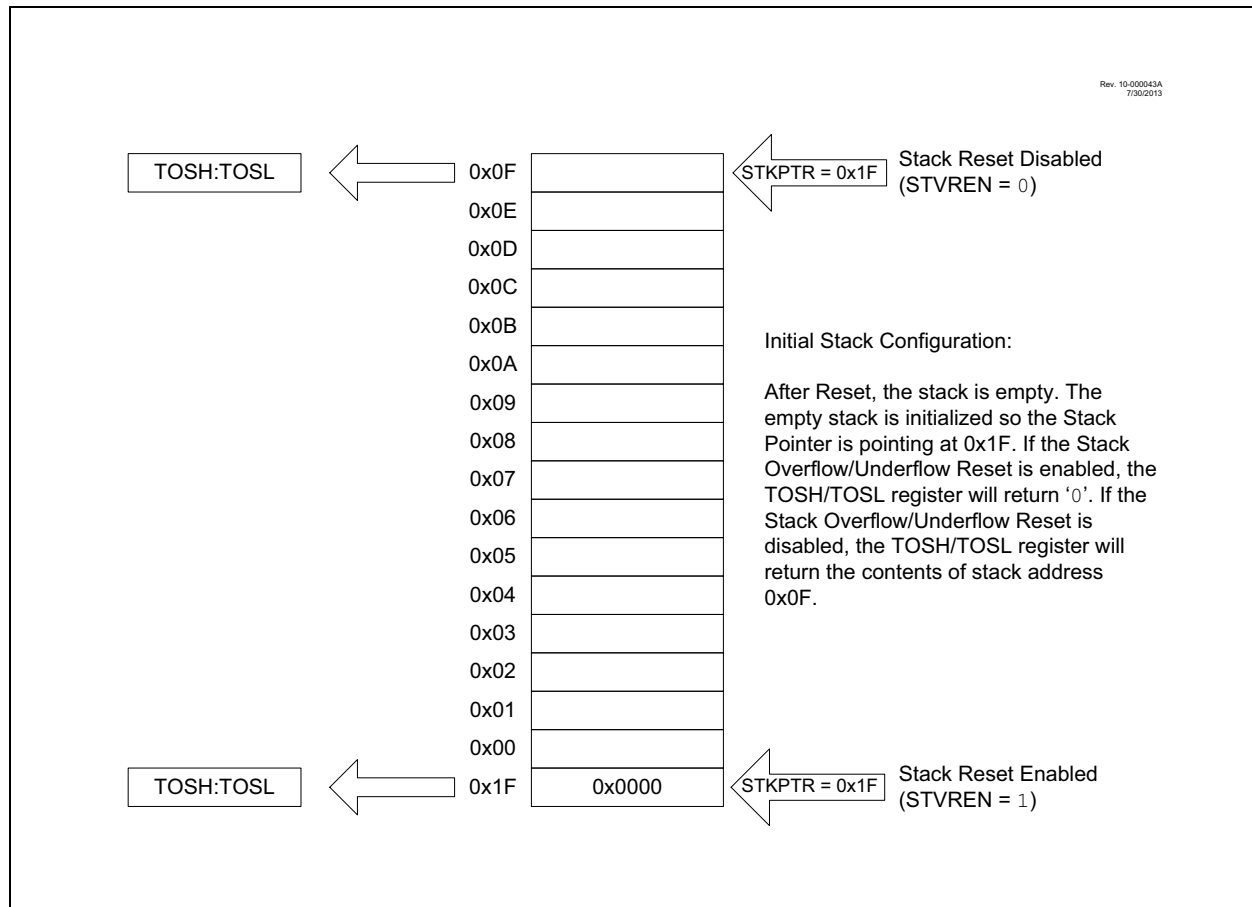 Rev. 10-000043A
7/30/2013
TOSH:TOSL
0x0F
STKPTR = 0x1F
Stack Reset Disabled
(STVREN = 0)
0x0E
0x0D
0x0C
0x0B
0x0A
0x09
0x08
0x07
0x06
0x05
0x04
0x03
0x02
0x01
0x00
Initial Stack Configuration:
After Reset, the stack is empty. The
empty stack is initialized so the Stack
Pointer is pointing at 0x1F. If the Stack
Overflow/Underflow Reset is enabled, the
TOSH/TOSL register will return ‘0’. If the
Stack Overflow/Underflow Reset is
disabled, the TOSH/TOSL register will
return the contents of stack address
0x0F.
TOSH:TOSL
0x1F
0x0000
STKPTR = 0x1F
Stack Reset Enabled
(STVREN = 1)